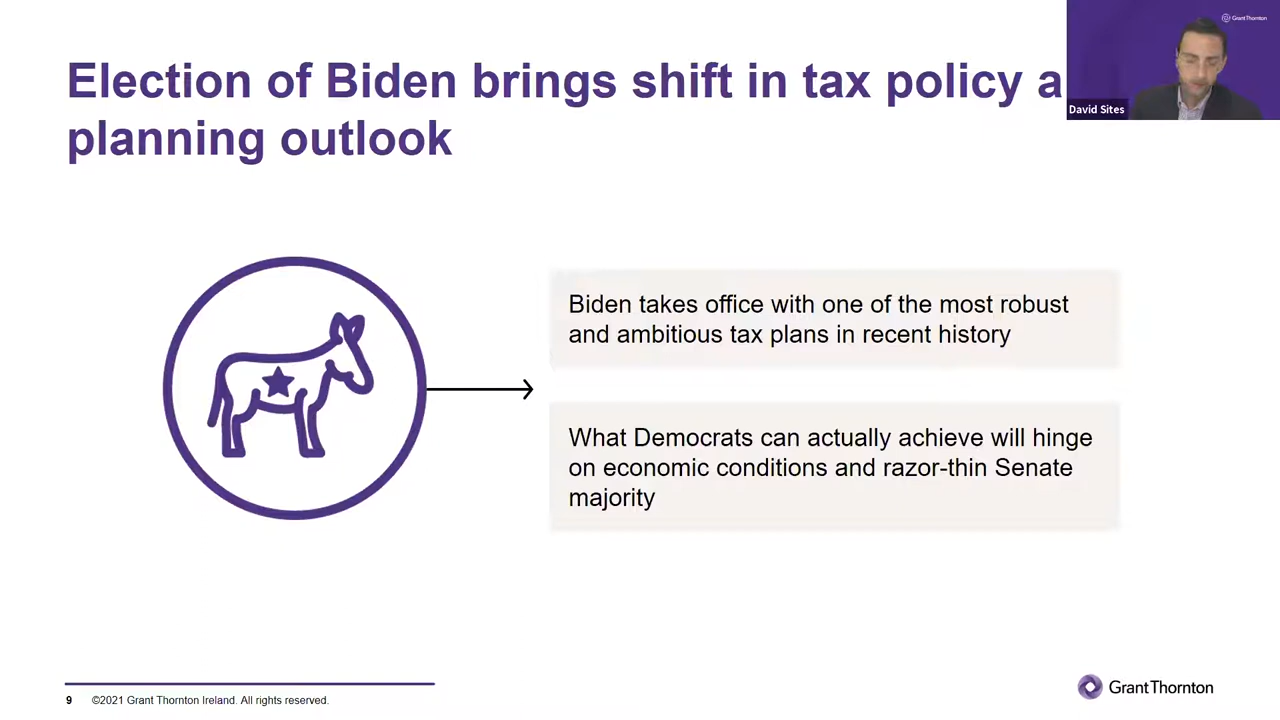 Election of Biden brings shift in tax policy a
planning outlook
GrantThornton
David Sites
Biden takes office with one of the most robust
and ambitious tax plans in recent history
What Democrats can actually achieve will hinge
on economic conditions and razor-thin Senate
majority
9 ©2021 Grant Thornton Ireland. All rights reserved.
GrantThornton